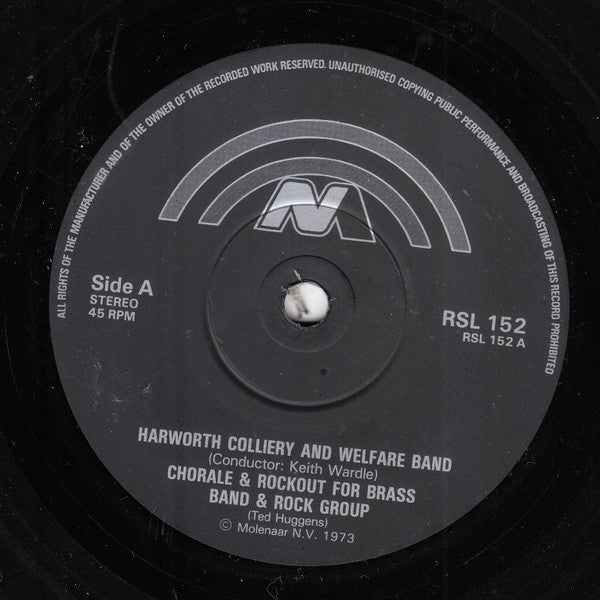 ALL RIGHTS OF THE MANUFACTURER AND OF THE OWNER OF THE RECORDED WORK RESERVED. UNAUTHORISED COPYING PUBLIC PERFORMANCE AND BROADCASTING OF THIS RECORD PROHIBITED
M
Side A
STEREO
45 RPM
RSL 152
RSL 152 A
HARWORTH COLLIERY AND WELFARE BAND
(Conductor: Keith Wardle)
CHORALE & ROCKOUT FOR BRASS
BAND & ROCK GROUP
(Ted Huggens)
© Molenaar N.V. 1973